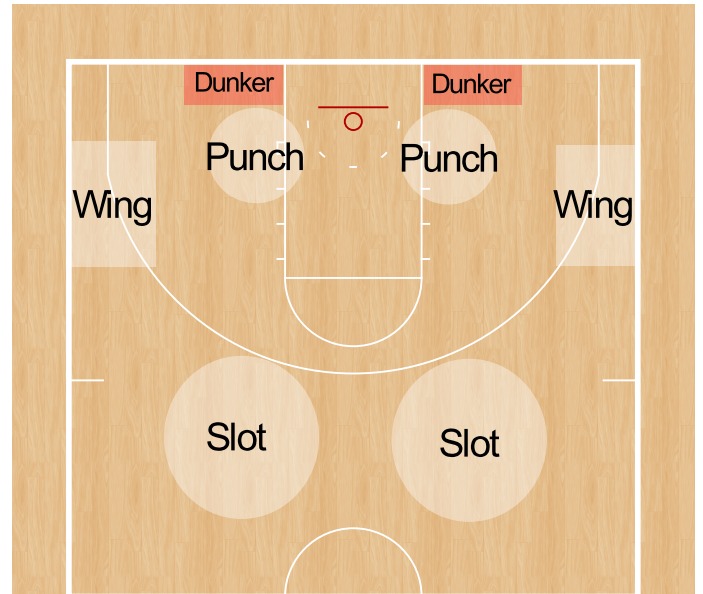 Dunker
Dunker
Punch
Punch
Wing
Wing
Slot
Slot